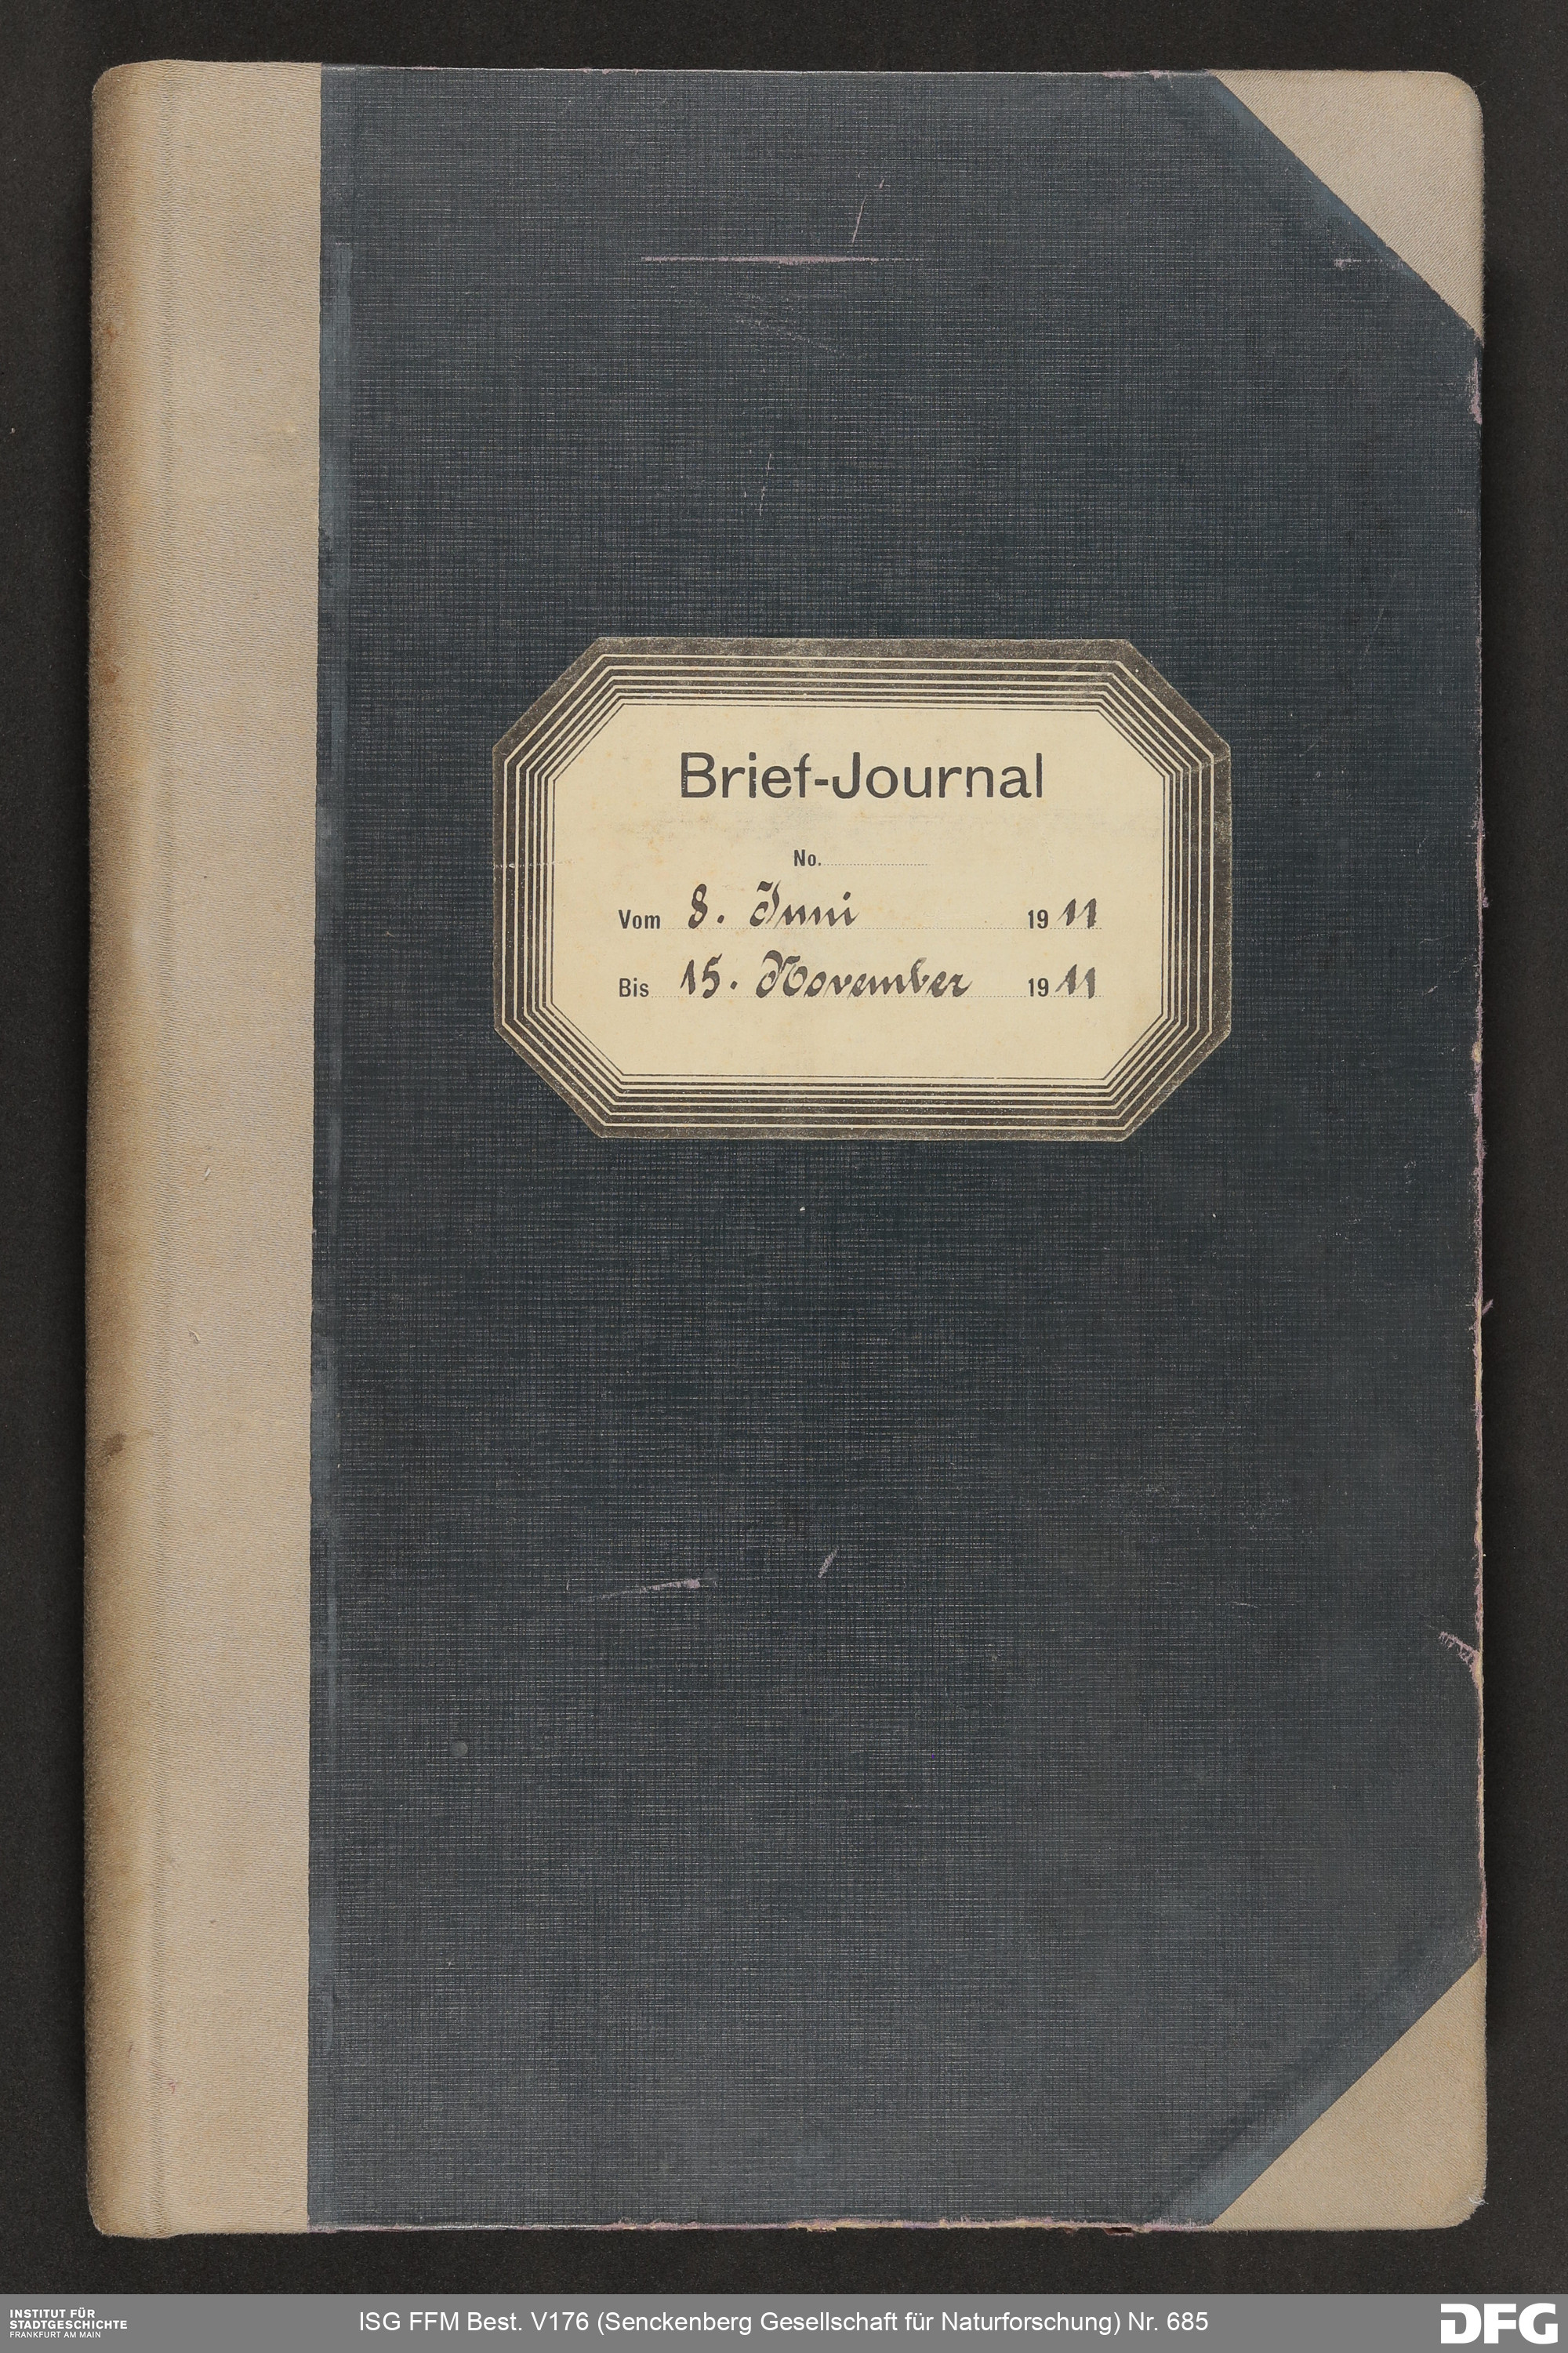 Brief-Journal
No.
Vom 8. Juni 1911
Bis 15. November 1911
INSTITUT FÜR
STADTGESCHICHTE
FRANKFURT AM MAIN
ISG FFM Best. V176 (Senckenberg Gesellschaft für Naturforschung) Nr. 685
DFG